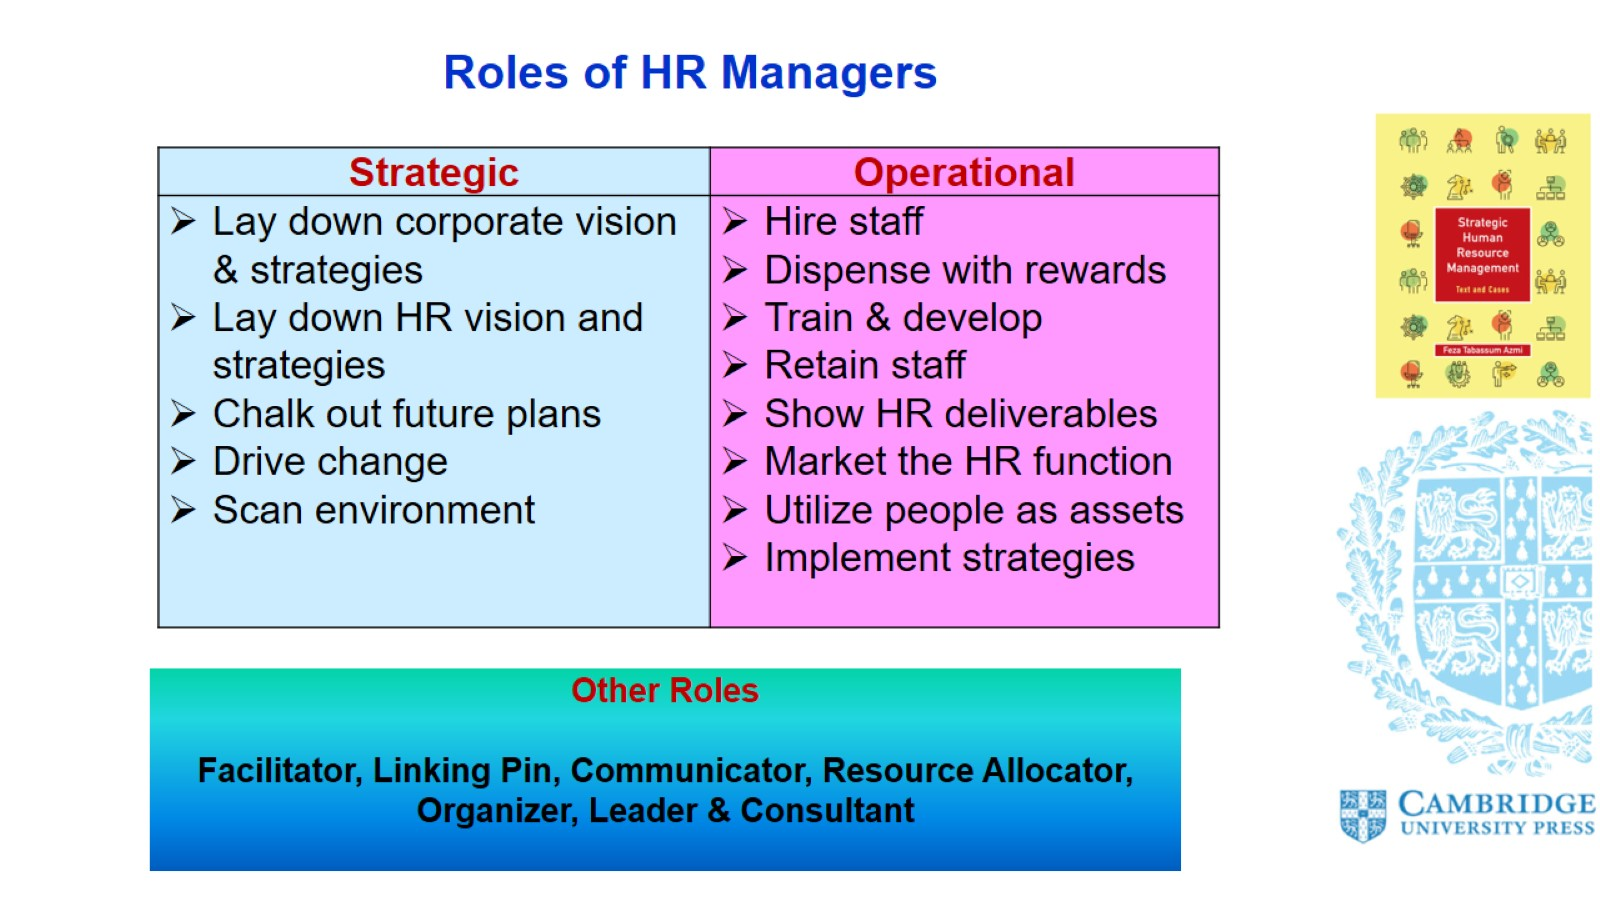 Roles of HR Managers
Strategic
Lay down corporate vision
& strategies
Lay down HR vision and
strategies
Chalk out future plans
Drive change
Scan environment
Operational
Hire staff
Dispense with rewards
Train & develop
Retain staff
Show HR deliverables
Market the HR function
Utilize people as assets
Implement strategies
Other Roles
Facilitator, Linking Pin, Communicator, Resource Allocator,
Organizer, Leader & Consultant
Strategic
Human
Resource
Management
Text and Cases
Feza Tabassum Azmi
CAMBRIDGE
UNIVERSITY PRESS